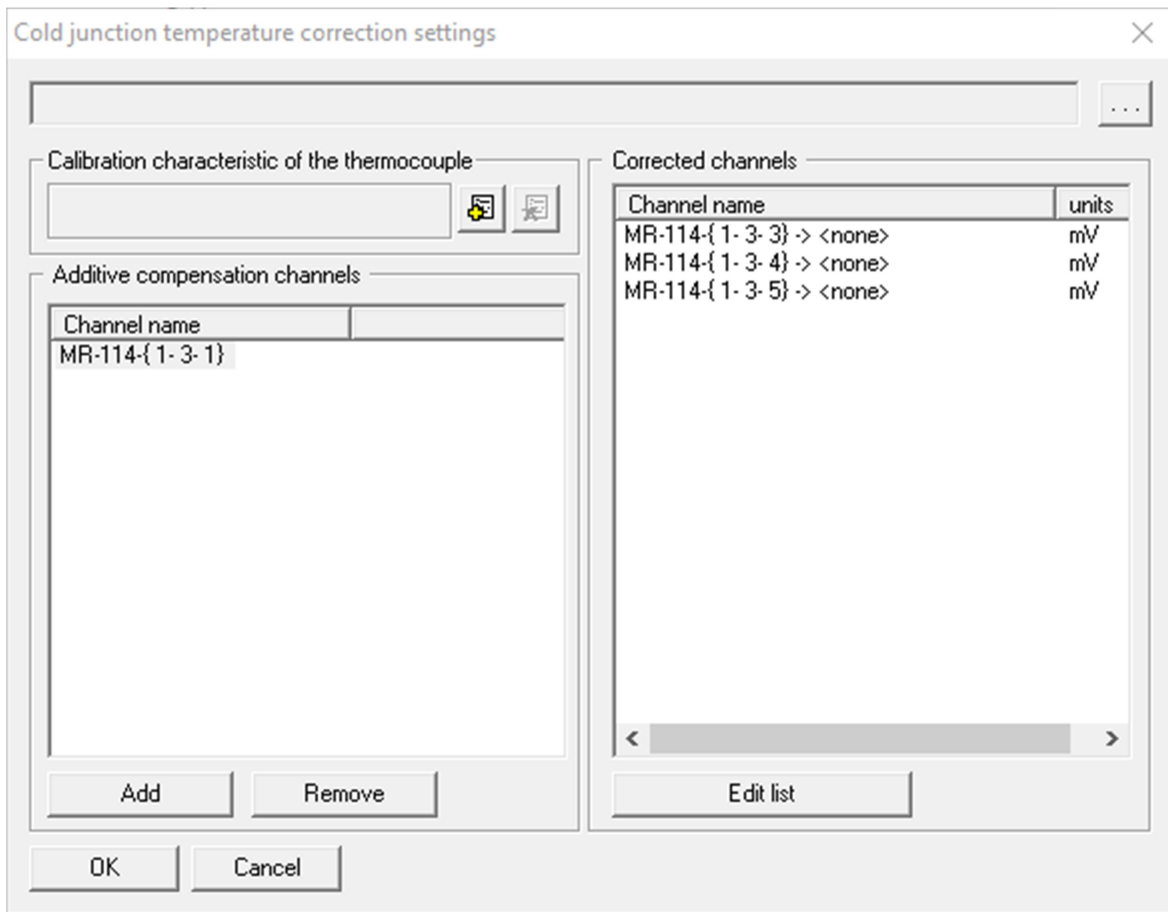 Cold junction temperature correction settings
...
Calibration characteristic of the thermocouple
Additive compensation channels
Channel name
MR-114-{ 1- 3- 1}
Add
Remove
Corrected channels
Channel name units
MR-114-{ 1- 3- 3} -> <none> mV
MR-114-{ 1- 3- 4} -> <none> mV
MR-114-{ 1- 3- 5} -> <none> mV
Edit list
OK
Cancel